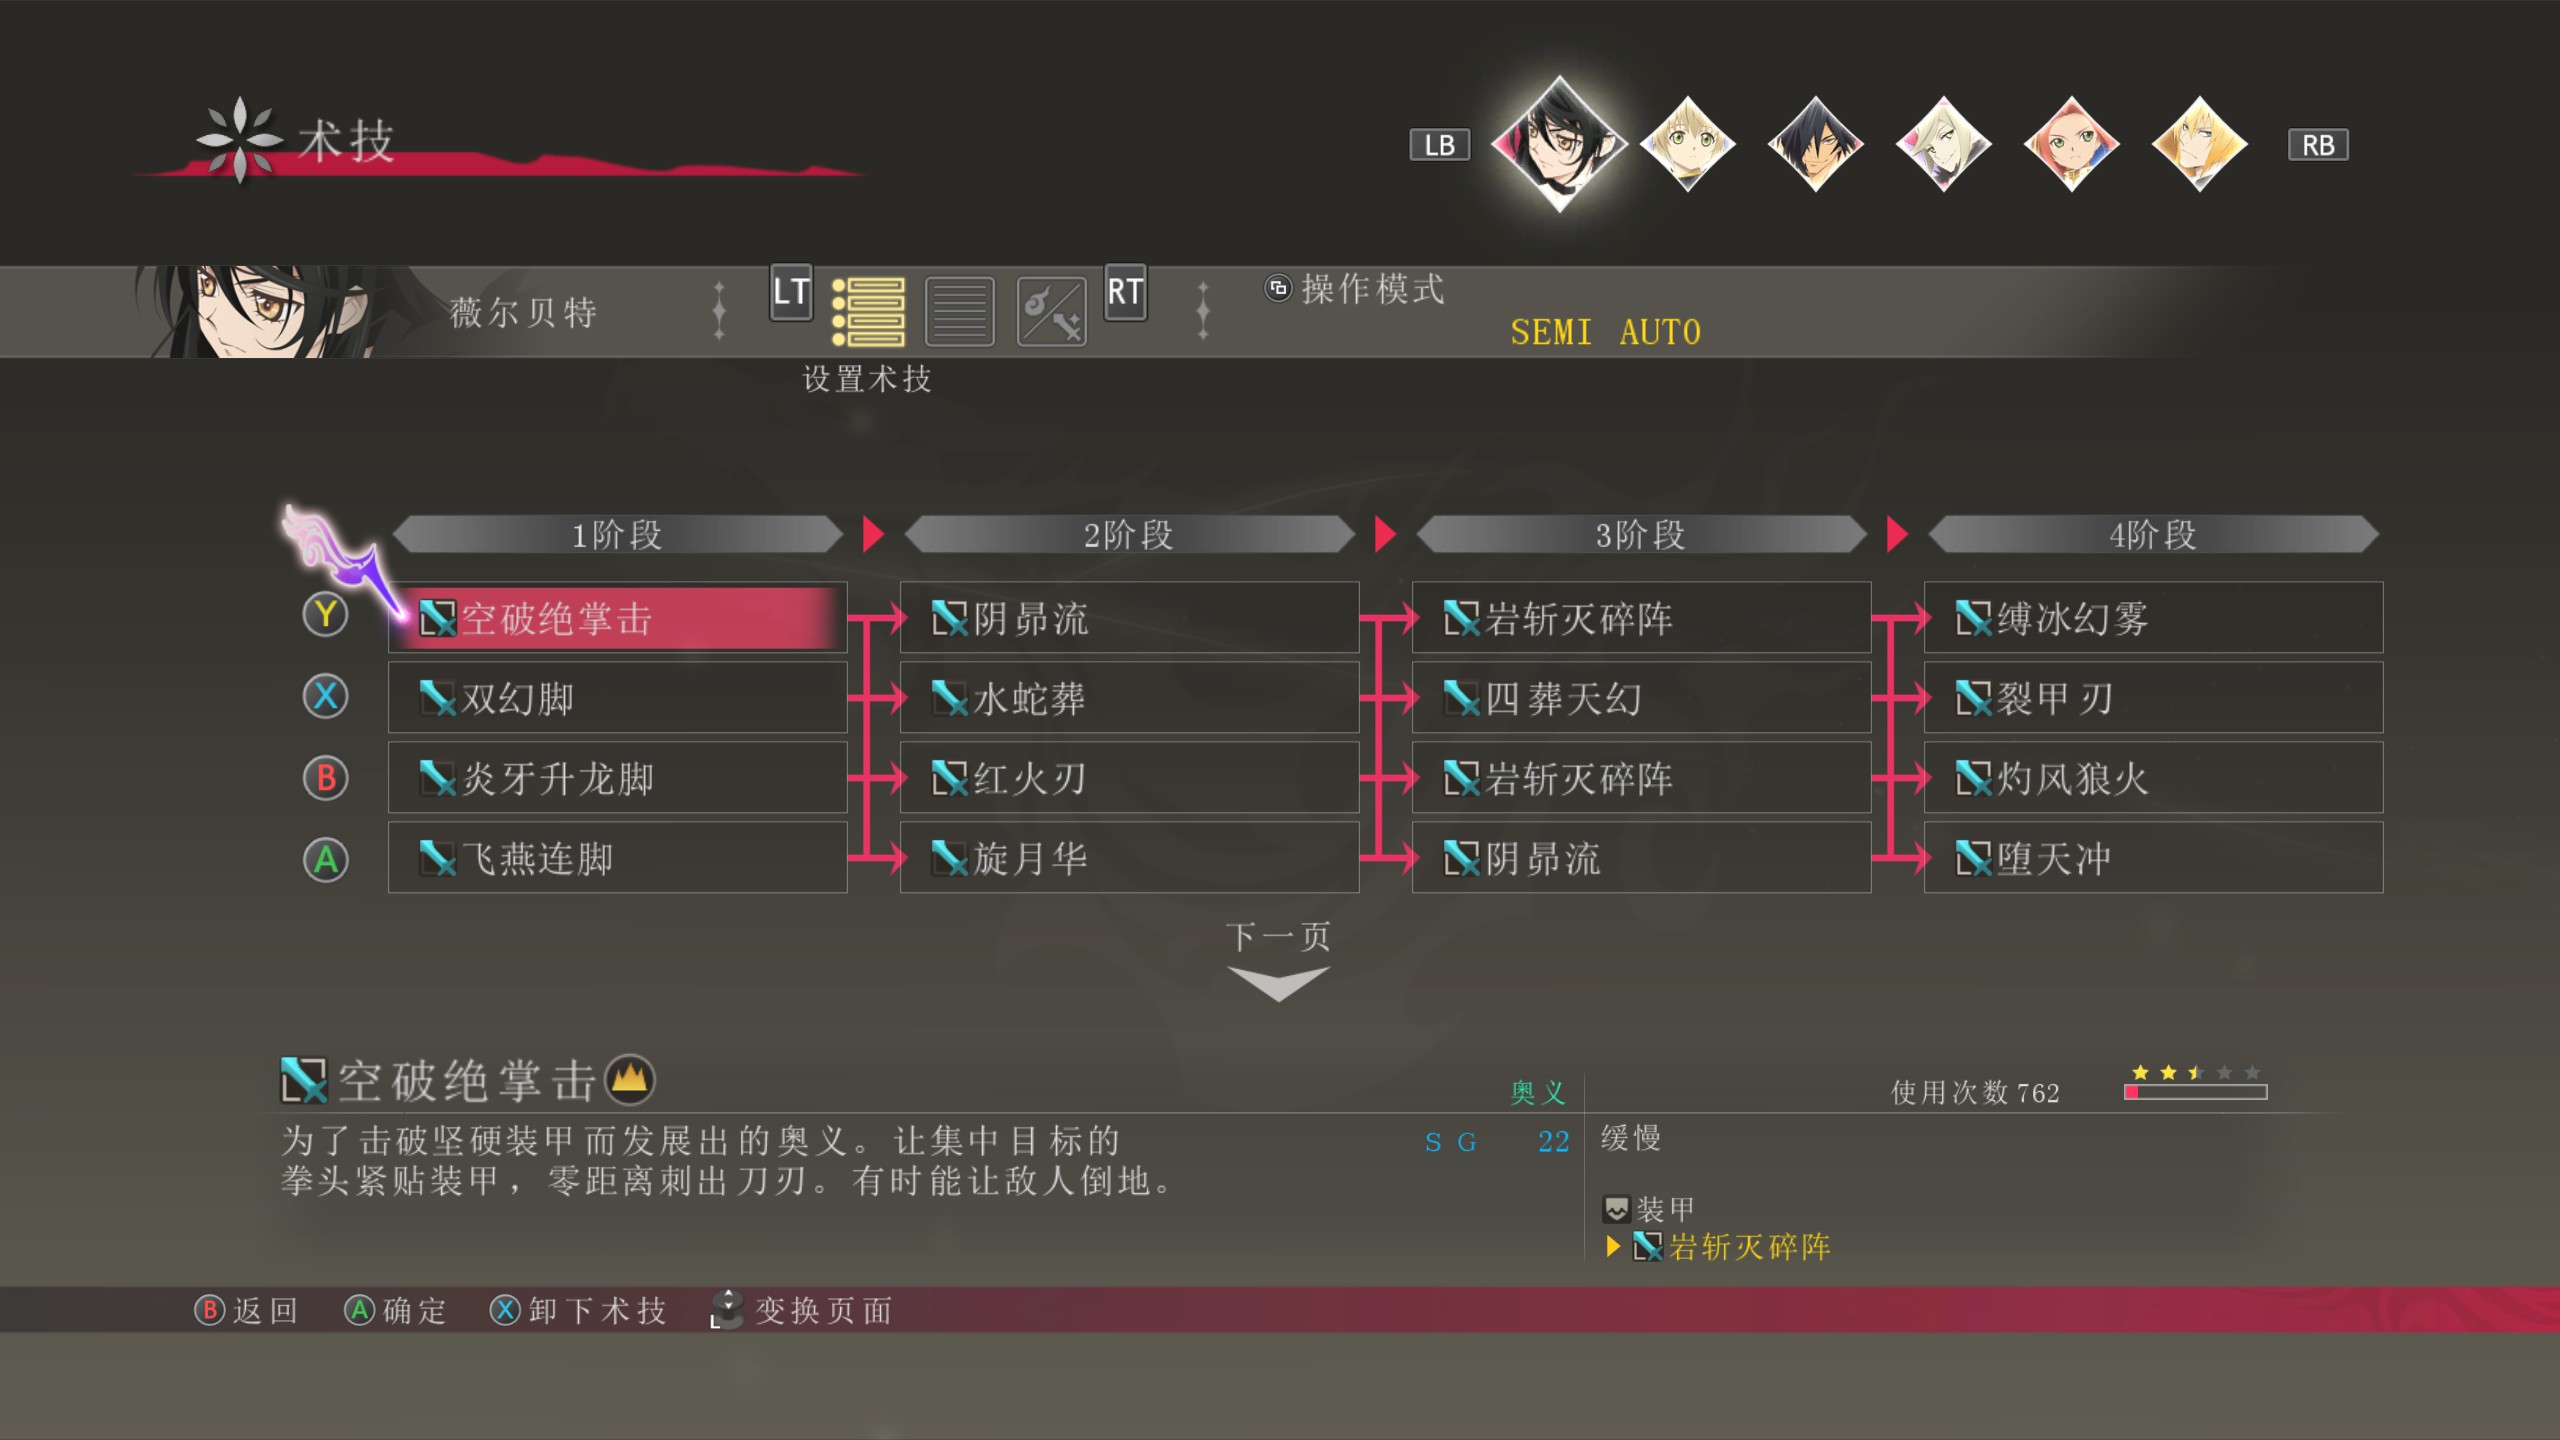 术技
LB
RB
薇尔贝特
LT
RT
操作模式
SEMI AUTO
设置术技
1阶段
2阶段
3阶段
4阶段
Y 空破绝掌击 阴昴流 岩斩灭碎阵 缚冰幻雾
X 双幻脚 水蛇葬 四葬天幻 裂甲刃
B 炎牙升龙脚 红火刃 岩斩灭碎阵 灼风狼火
A 飞燕连脚 旋月华 阴昴流 堕天冲
下一页
空破绝掌击
奥义
使用次数 762
为了击破坚硬装甲而发展出的奥义。让集中目标的
拳头紧贴装甲，零距离刺出刀刃。有时能让敌人倒地。
SG 22
缓慢
装甲
岩斩灭碎阵
B 返回 A 确定 X 卸下术技 L 变换页面